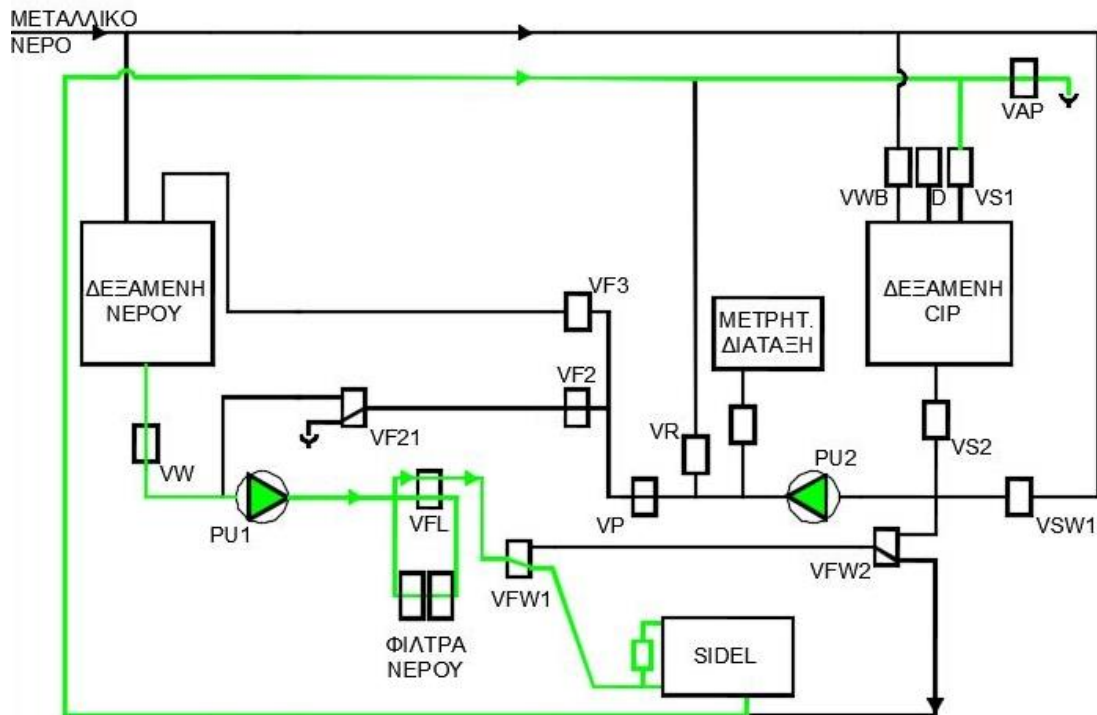 ΜΕΤΑΛΛΙΚΟ
ΝΕΡΟ
VAP
VWB
D
VS1
ΔΕΞΑΜΕΝΗ
ΝΕΡΟΥ
VF3
ΜΕΤΡΗΤ.
ΔΙΑΤΑΞΗ
ΔΕΞΑΜΕΝΗ
CIP
VF2
VF21
VR
VS2
VW
PU2
PU1
VFL
VP
VSW1
VFW1
VFW2
ΦΙΛΤΡΑ
ΝΕΡΟΥ
SIDEL